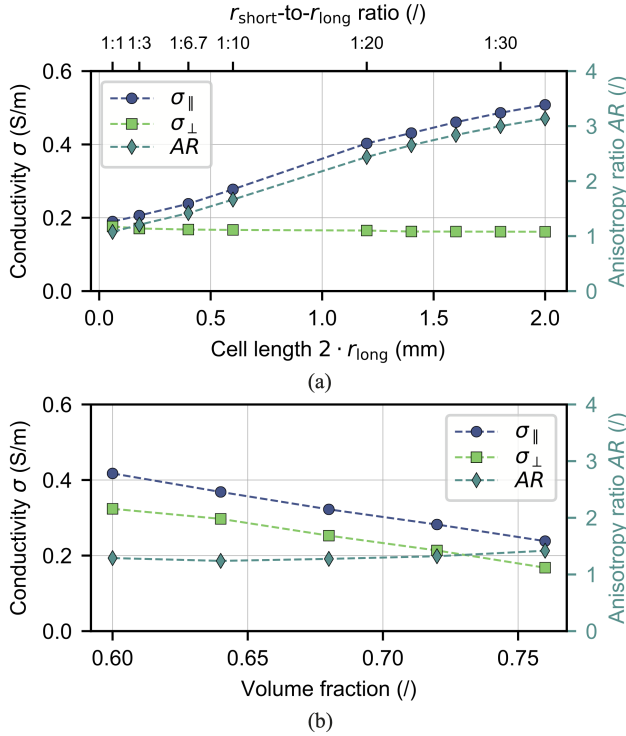 r_short-to-r_long ratio (/)
1:1 1:3 1:6.7 1:10 1:20 1:30
0.6 4
σ∥
σ⊥
AR
0.4 3
0.2 2
1
0.0 0
Conductivity σ (S/m)
Anisotropy ratio AR (/)
0.0 0.5 1.0 1.5 2.0
Cell length 2 · r_long (mm)
(a)
0.6 4
σ∥
σ⊥
AR
0.4 3
0.2 2
1
0.0 0
Conductivity σ (S/m)
Anisotropy ratio AR (/)
0.60 0.65 0.70 0.75
Volume fraction (/)
(b)